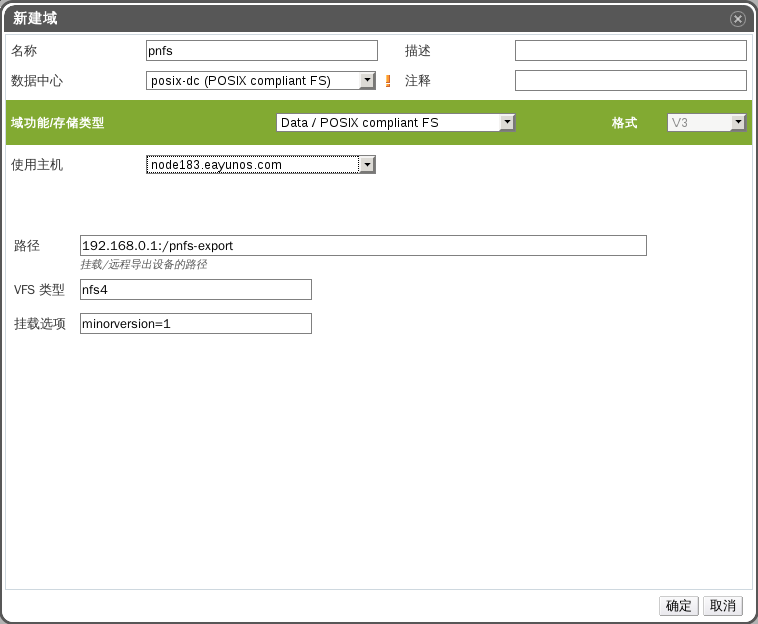 新建域
名称 pnfs 描述
数据中心 posix-dc (POSIX compliant FS) 注释
域功能/存储类型 Data / POSIX compliant FS 格式 V3
使用主机 node183.eayunos.com
路径 192.168.0.1:/pnfs-export
挂载/远程导出设备的路径
VFS 类型 nfs4
挂载选项 minorversion=1
确定 取消